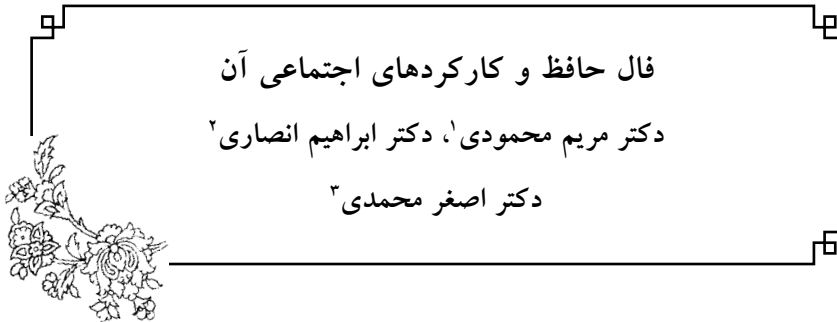 فال حافظ و کارکردهای اجتماعی آن
دکتر مریم محمودی۱، دکتر ابراهیم انصاری۲
دکتر اصغر محمدی۳